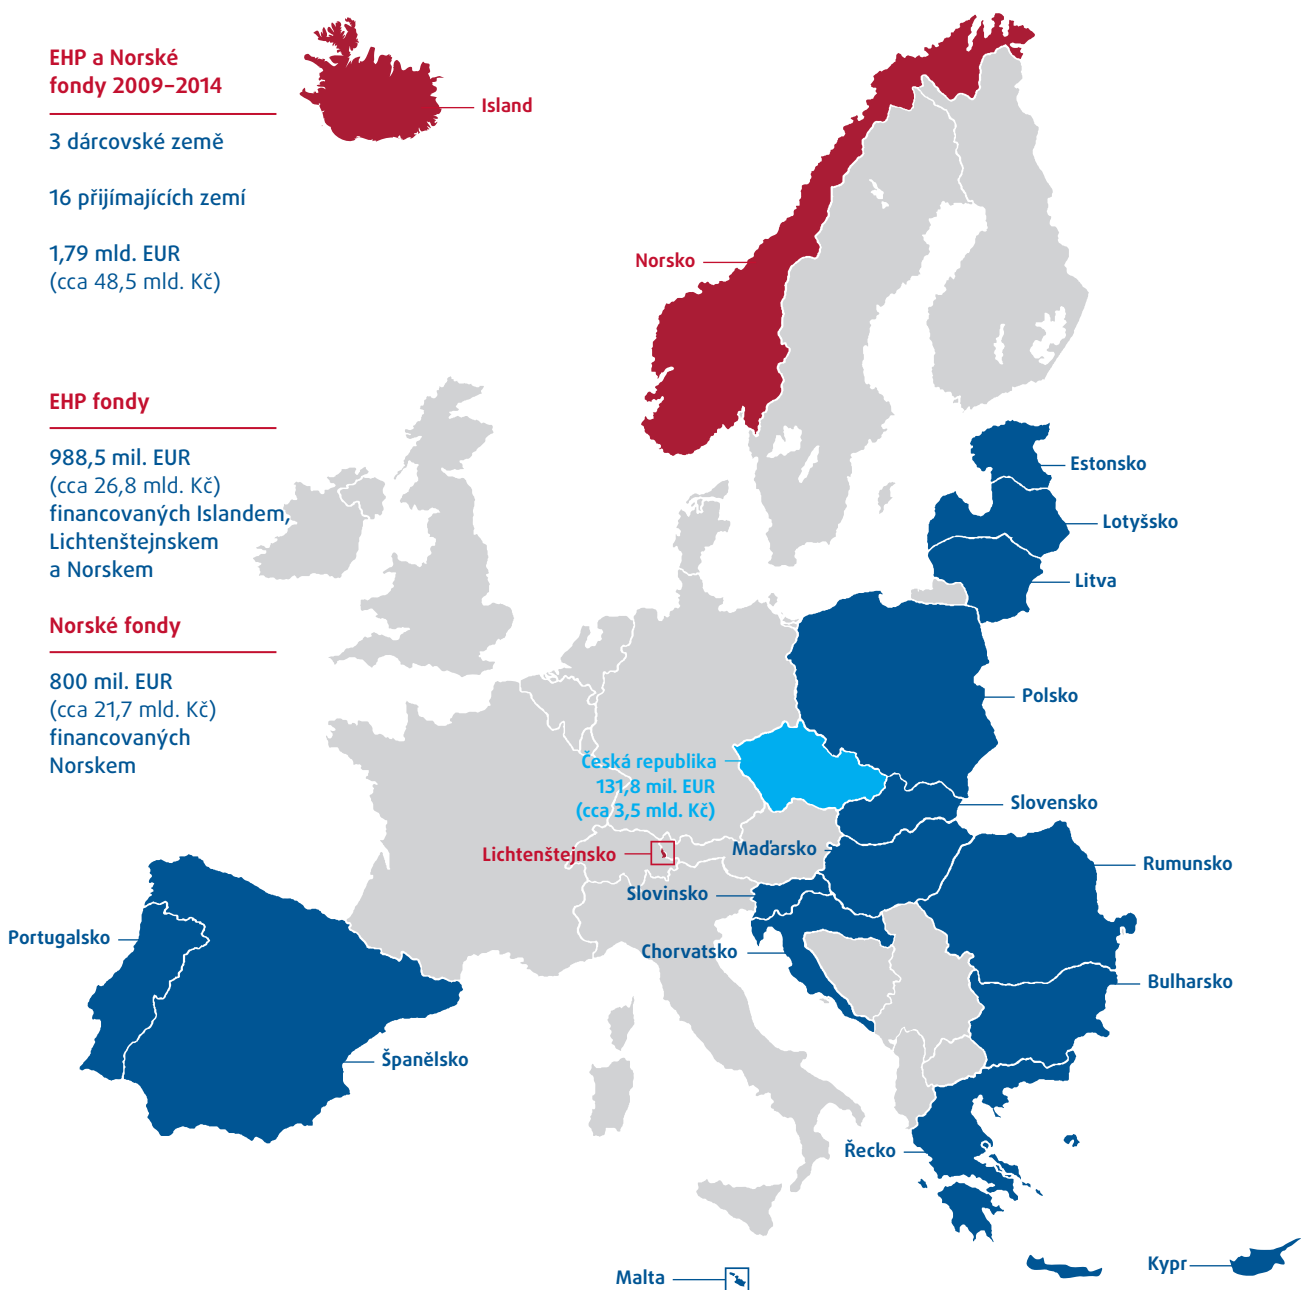 EHP a Norské
fondy 2009–2014
3 dárcovské země
16 přijímajících zemí
1,79 mld. EUR
(cca 48,5 mld. Kč)
EHP fondy
988,5 mil. EUR
(cca 26,8 mld. Kč)
financovaných Islandem,
Lichtenštejnskem
a Norskem
Norské fondy
800 mil. EUR
(cca 21,7 mld. Kč)
financovaných
Norskem
Island
Norsko
Estonsko
Lotyšsko
Litva
Polsko
Česká republika
131,8 mil. EUR
(cca 3,5 mld. Kč)
Slovensko
Lichtenštejnsko
Maďarsko
Rumunsko
Slovinsko
Portugalsko
Chorvatsko
Bulharsko
Španělsko
Řecko
Kypr
Malta